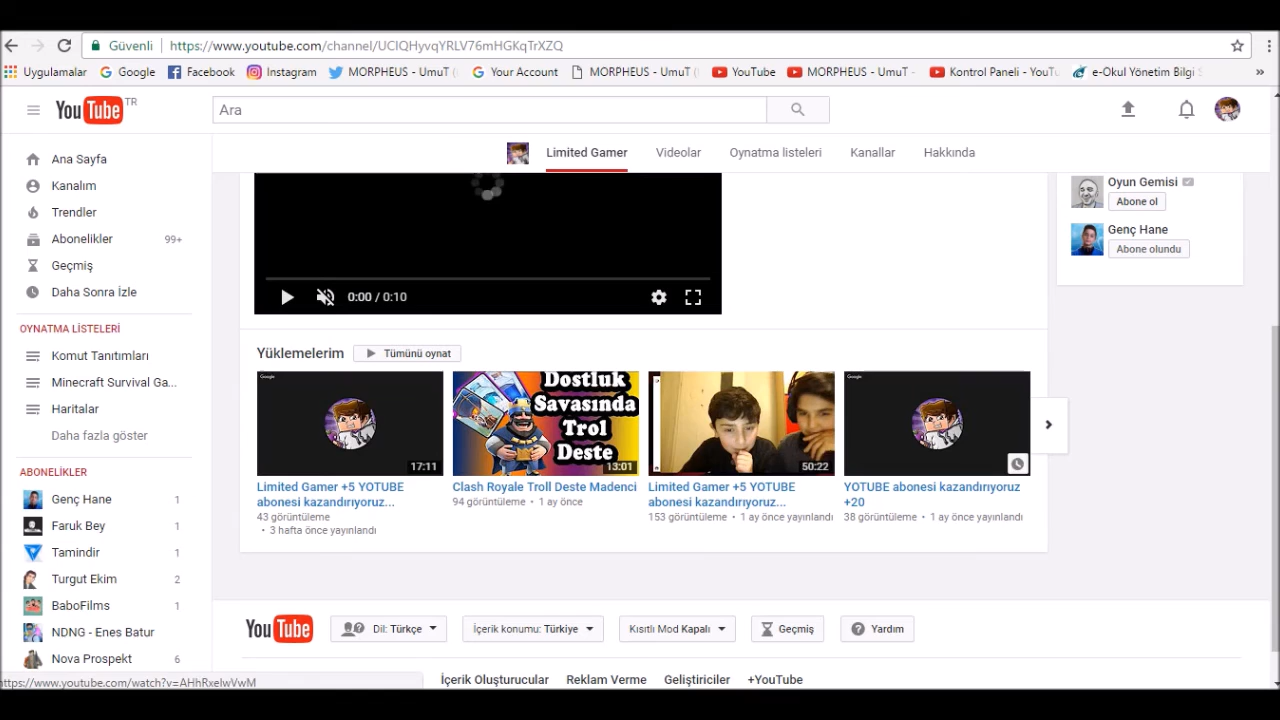 Güvenli
https://www.youtube.com/channel/UCIQHyvqYRLV76mHGKqTrXZQ
Uygulamalar
Google
Facebook
Instagram
MORPHEUS - UmuT (
Your Account
MORPHEUS - UmuT (
YouTube
MORPHEUS - UmuT -
Kontrol Paneli - YouTu
e-Okul Yönetim Bilgi S
»
YouTube TR
Ara
Limited Gamer
Videolar
Oynatma listeleri
Kanallar
Hakkında
Ana Sayfa
Kanalım
Trendler
Abonelikler 99+
Geçmiş
Daha Sonra İzle
OYNATMA LİSTELERİ
Komut Tanıtımları
Minecraft Survival Ga...
Haritalar
Daha fazla göster
ABONELİKLER
Genç Hane 1
Faruk Bey 1
Tamindir 1
Turgut Ekim 2
BaboFilms 1
NDNG - Enes Batur
Nova Prospekt 6
https://www.youtube.com/watch?v=AHhRxelwVwM
0:00 / 0:10
Oyun Gemisi
Abone ol
Genç Hane
Abone olundu
Yüklemelerim
Tümünü oynat
Google
17:11
Limited Gamer +5 YOTUBE
abonesi kazandırıyoruz...
43 görüntüleme
• 3 hafta önce yayınlandı
Dostluk
Savasında
Trol
Deste
13:01
Clash Royale Troll Deste Madenci
94 görüntüleme • 1 ay önce
50:22
Limited Gamer +5 YOTUBE
abonesi kazandırıyoruz...
153 görüntüleme • 1 ay önce yayınlandı
Google
YOTUBE abonesi kazandırıyoruz
+20
38 görüntüleme • 1 ay önce yayınlandı
YouTube
Dil: Türkçe
İçerik konumu: Türkiye
Kısıtlı Mod Kapalı
Geçmiş
Yardım
İçerik Oluşturucular
Reklam Verme
Geliştiriciler
+YouTube